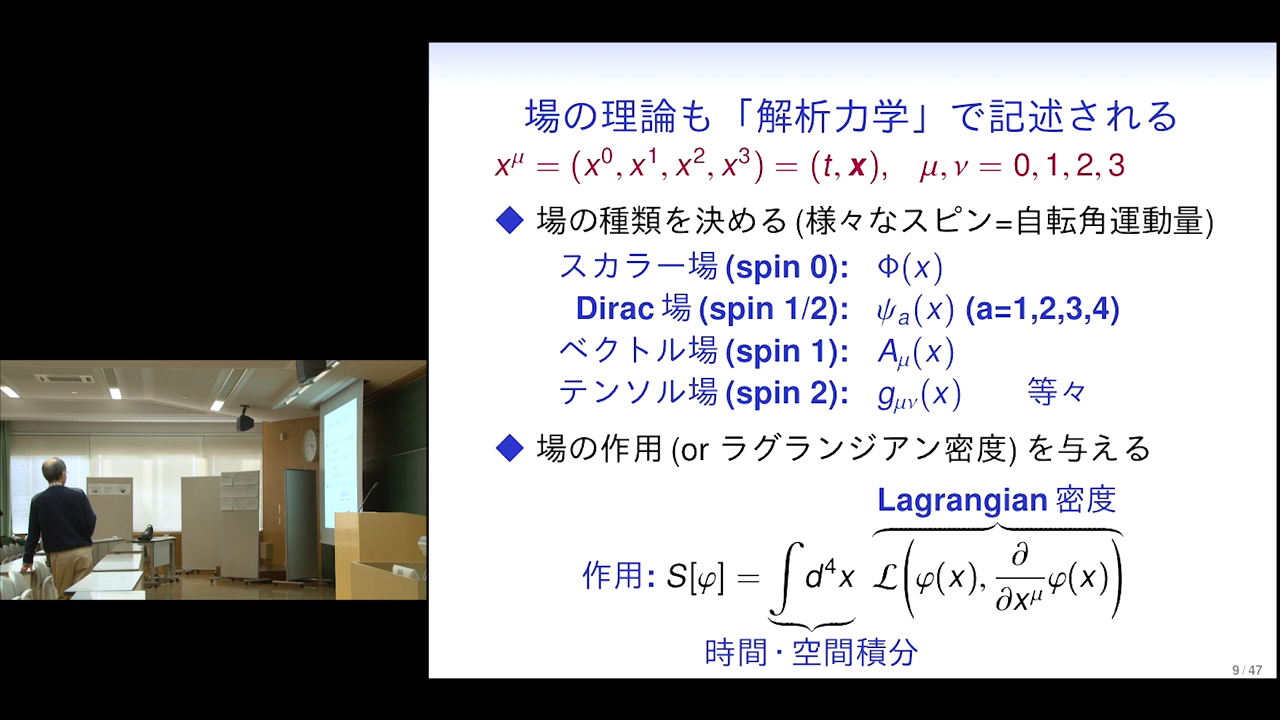 場の理論も「解析力学」で記述される
x^μ = (x^0, x^1, x^2, x^3) = (t, x),   μ, ν = 0, 1, 2, 3
◆ 場の種類を決める (様々なスピン=自転角運動量)
スカラー場 (spin 0):   Φ(x)
Dirac 場 (spin 1/2):   ψ_a(x) (a=1,2,3,4)
ベクトル場 (spin 1):   A_μ(x)
テンソル場 (spin 2):   g_μν(x)   等々
◆ 場の作用 (or ラグランジアン密度) を与える
Lagrangian 密度
作用: S[φ] = ∫ d^4x ℒ(φ(x), ∂/∂x^μ φ(x))
時間・空間積分
9 / 47